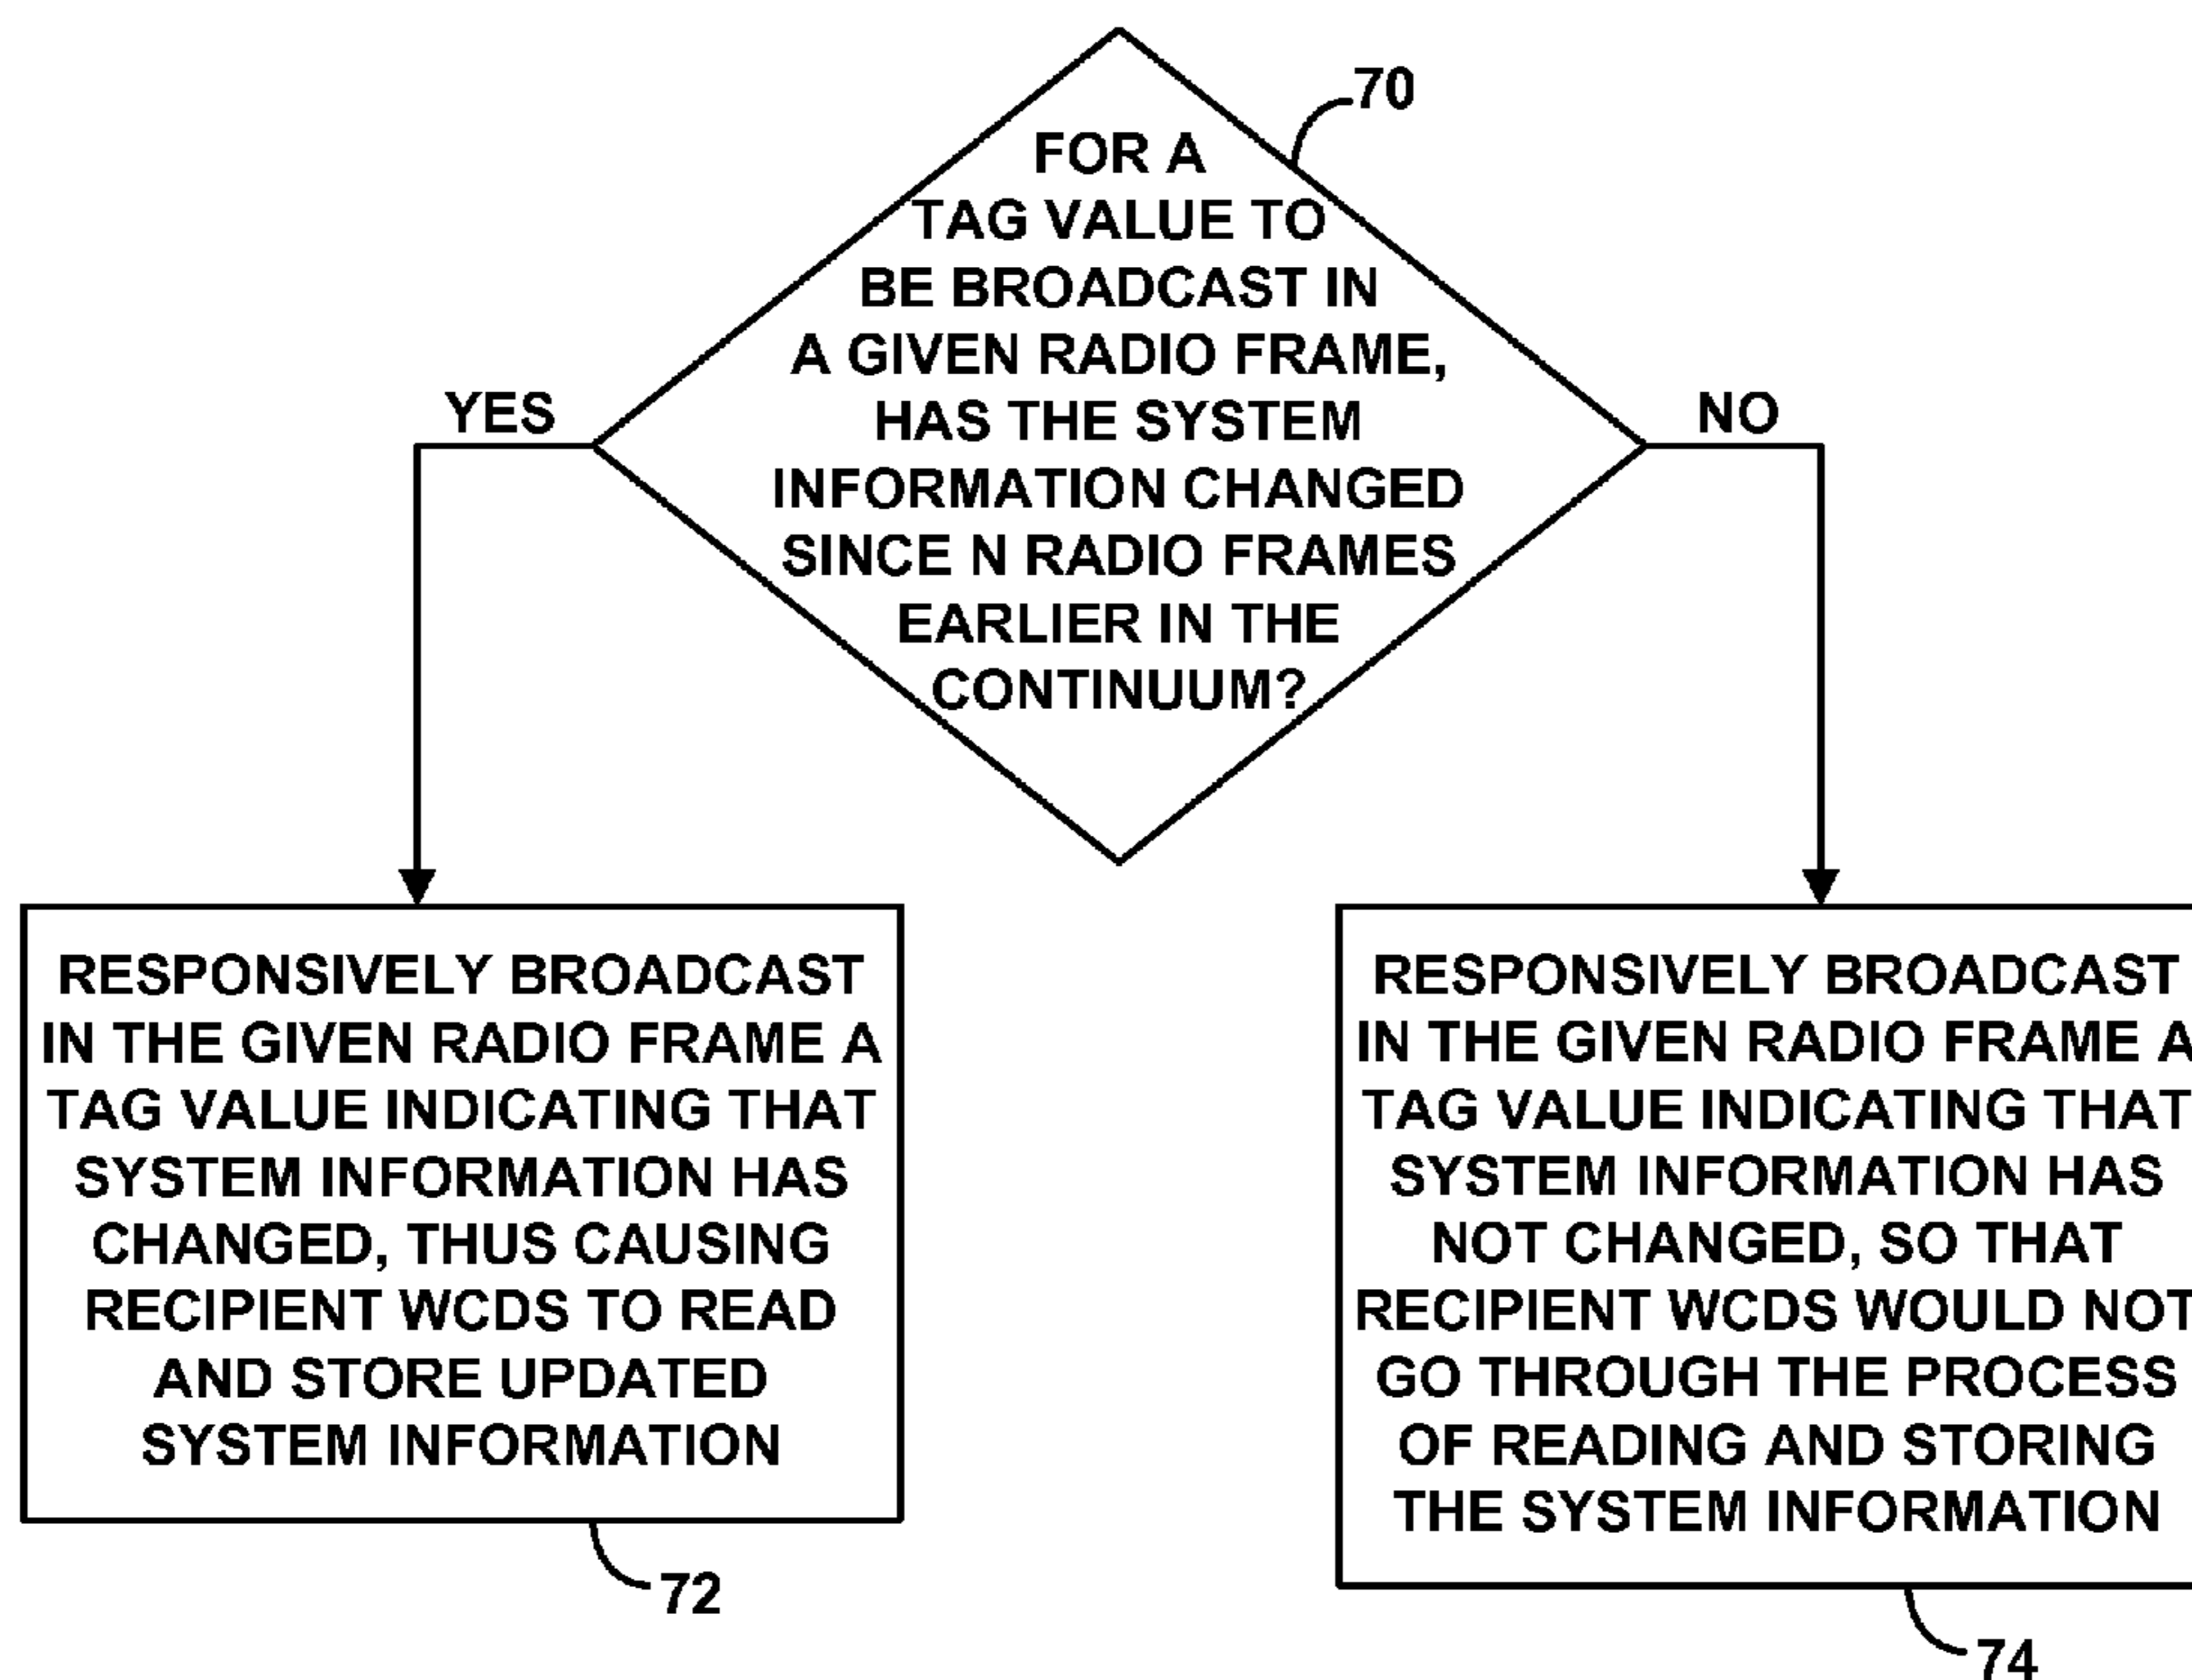 70
FOR A
TAG VALUE TO
BE BROADCAST IN
A GIVEN RADIO FRAME,
HAS THE SYSTEM
INFORMATION CHANGED
SINCE N RADIO FRAMES
EARLIER IN THE
CONTINUUM?
YES
NO
RESPONSIVELY BROADCAST
IN THE GIVEN RADIO FRAME A
TAG VALUE INDICATING THAT
SYSTEM INFORMATION HAS
CHANGED, THUS CAUSING
RECIPIENT WCDS TO READ
AND STORE UPDATED
SYSTEM INFORMATION
72
RESPONSIVELY BROADCAST
IN THE GIVEN RADIO FRAME A
TAG VALUE INDICATING THAT
SYSTEM INFORMATION HAS
NOT CHANGED, SO THAT
RECIPIENT WCDS WOULD NOT
GO THROUGH THE PROCESS
OF READING AND STORING
THE SYSTEM INFORMATION
74